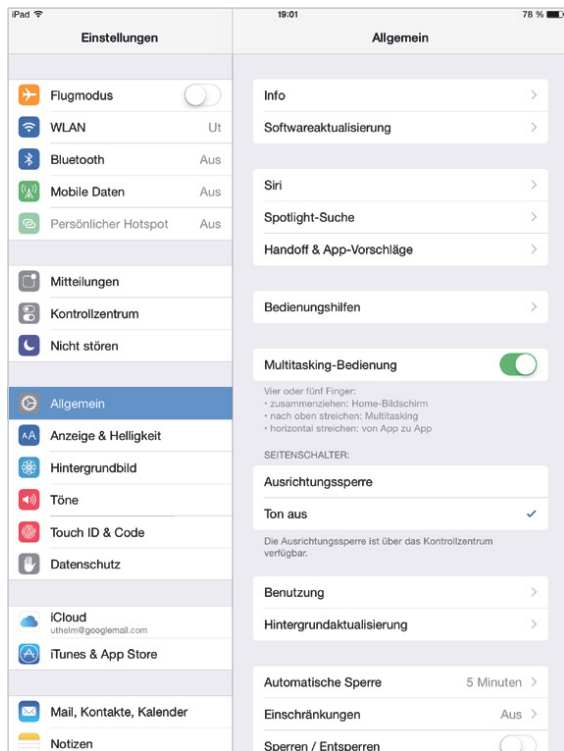 iPad
19:01
78 %
Einstellungen
Flugmodus
WLAN Ut
Bluetooth Aus
Mobile Daten Aus
Persönlicher Hotspot Aus
Mitteilungen
Kontrollzentrum
Nicht stören
Allgemein
AA Anzeige & Helligkeit
Hintergrundbild
Töne
Touch ID & Code
Datenschutz
iCloud
uthelm@googlemail.com
iTunes & App Store
Mail, Kontakte, Kalender
Notizen
Allgemein
Info
Softwareaktualisierung
Siri
Spotlight-Suche
Handoff & App-Vorschläge
Bedienungshilfen
Multitasking-Bedienung
Vier oder fünf Finger:
• zusammenziehen: Home-Bildschirm
• nach oben streichen: Multitasking
• horizontal streichen: von App zu App
SEITENSCHALTER:
Ausrichtungssperre
Ton aus
Die Ausrichtungssperre ist über das Kontrollzentrum
verfügbar.
Benutzung
Hintergrundaktualisierung
Automatische Sperre 5 Minuten
Einschränkungen Aus
Sperren / Entsperren